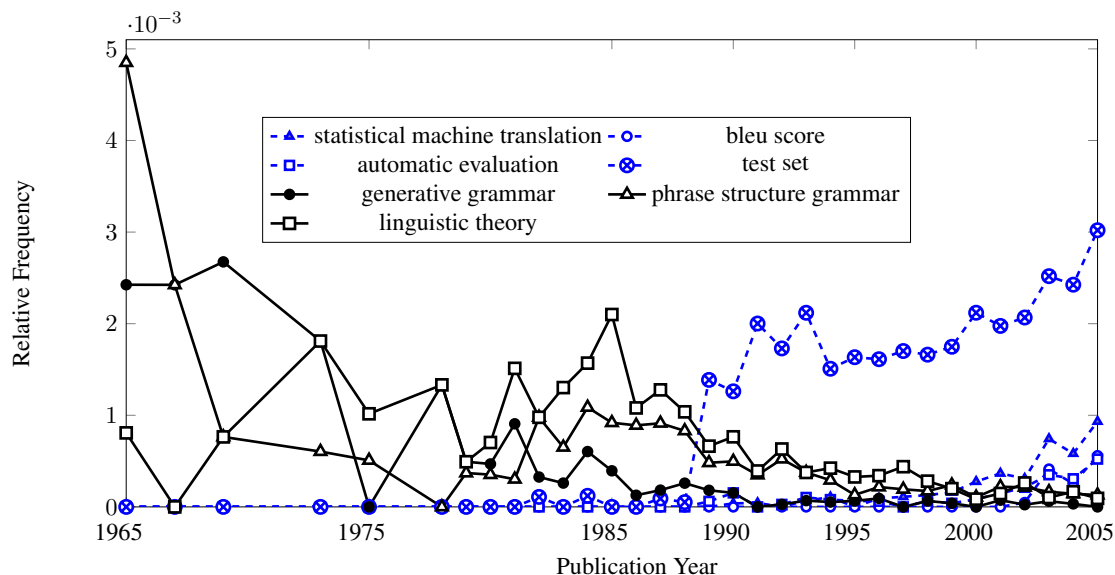 ·10−3
5
4
3
2
1
0
Relative Frequency
statistical machine translation bleu score
automatic evaluation test set
generative grammar phrase structure grammar
linguistic theory
1965 1975 1985 1990 1995 2000 2005
Publication Year